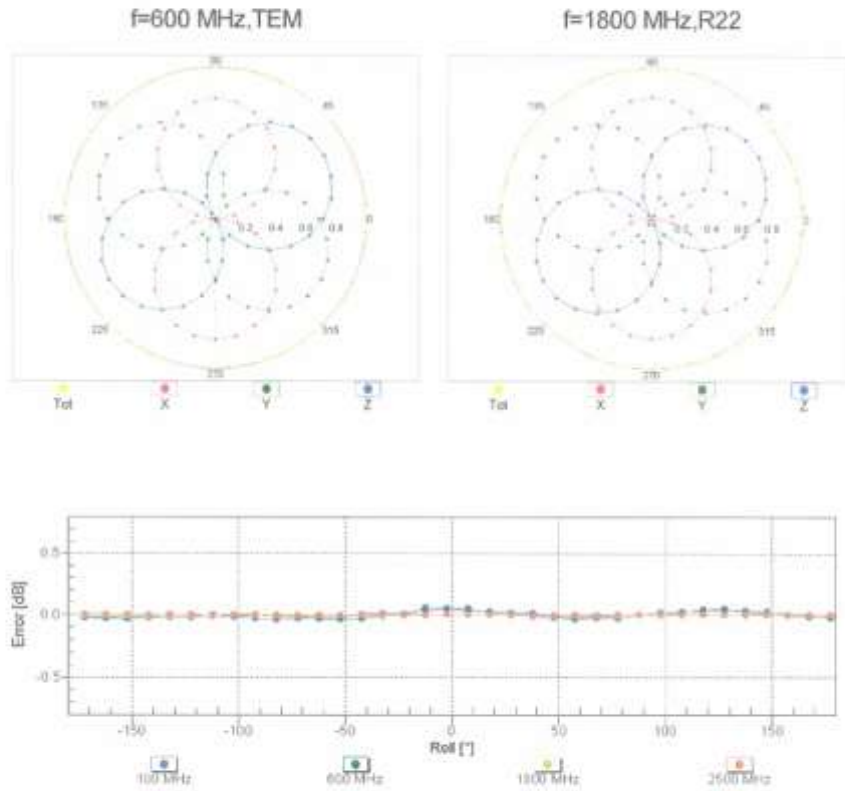 f=600 MHz,TEM
f=1800 MHz,R22
90
135
45
180
0
0.2 0.4 0.6 0.8
225
315
270
Tot X Y Z
90
135
45
180
0
0.2 0.4 0.6 0.8
225
315
270
Tot X Y Z
Error [dB]
0.5
0.0
-0.5
-150 -100 -50 0 50 100 150
Roll [°]
100 MHz 600 MHz 1800 MHz 2500 MHz